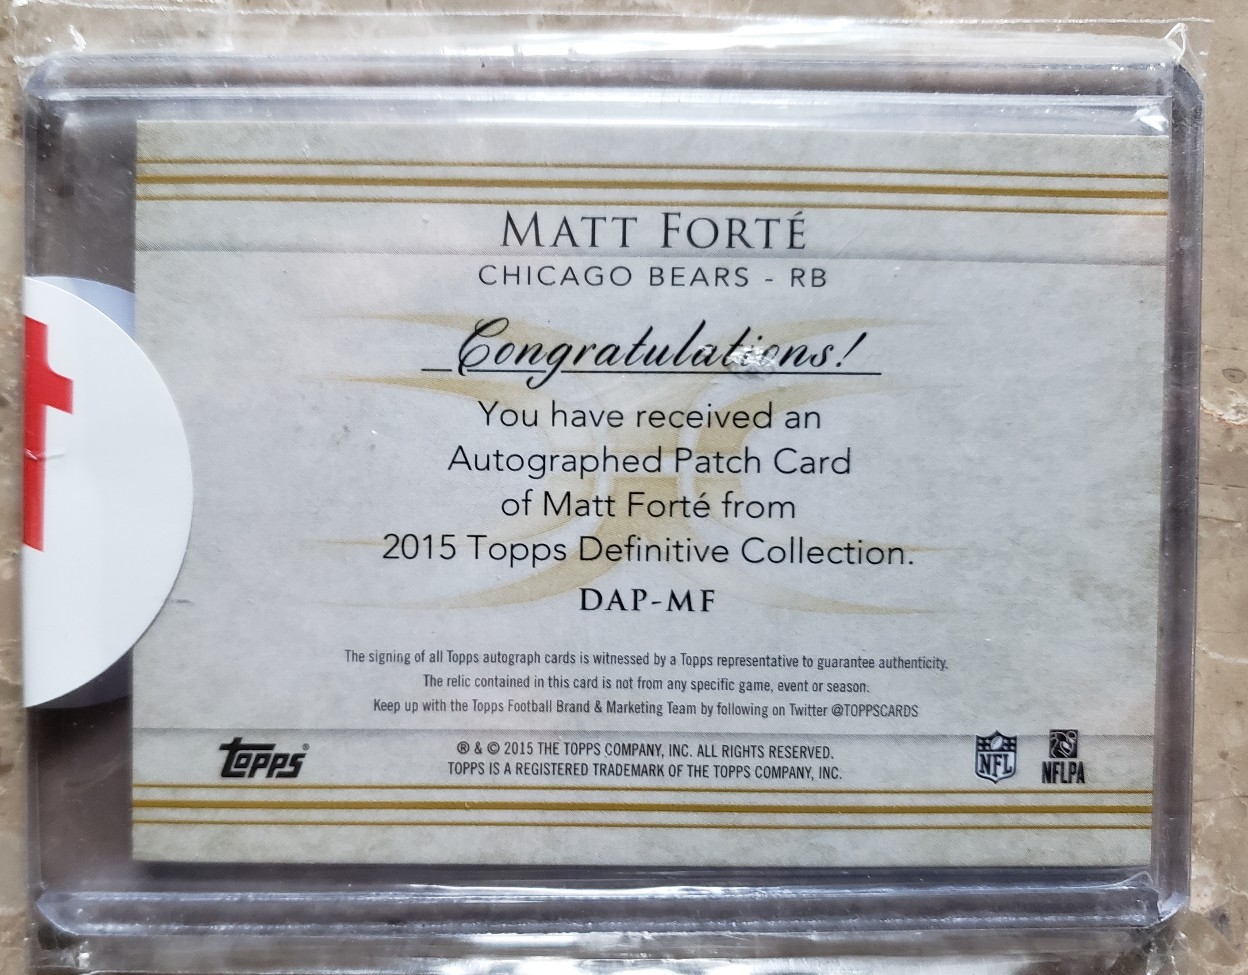 MATT FORTÉ
CHICAGO BEARS - RB
Congratulations!
You have received an
Autographed Patch Card
of Matt Forté from
2015 Topps Definitive Collection.
DAP-MF
The signing of all Topps autograph cards is witnessed by a Topps representative to guarantee authenticity.
The relic contained in this card is not from any specific game, event or season.
Keep up with the Topps Football Brand & Marketing Team by following on Twitter @TOPPSCARDS
topps®
® & © 2015 THE TOPPS COMPANY, INC. ALL RIGHTS RESERVED.
TOPPS IS A REGISTERED TRADEMARK OF THE TOPPS COMPANY, INC.
NFL
NFLPA